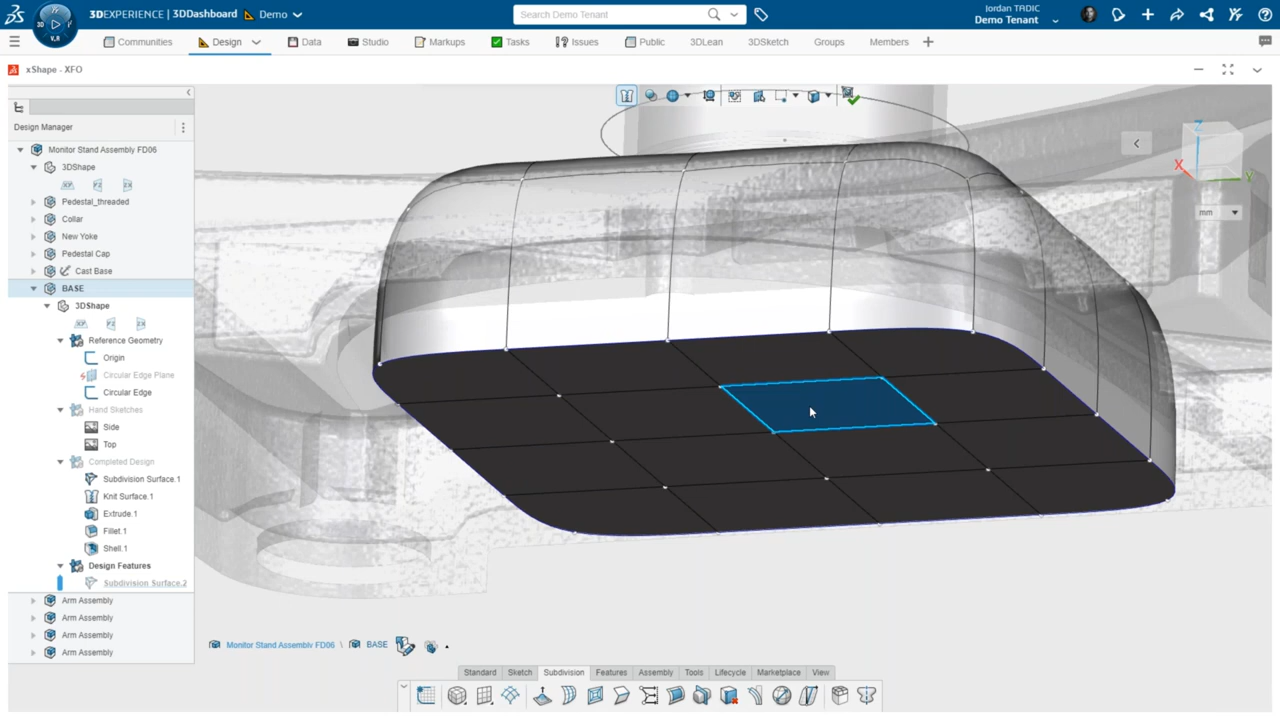 3DEXPERIENCE | 3DDashboard Demo
Search Demo Tenant
Jordan TRDIC
Demo Tenant
3D
V.R
Communities
Design
Data
Studio
Markups
Tasks
Issues
Public
3DLean
3DSketch
Groups
Members
xShape - XFO
Design Manager
Monitor Stand Assembly FD06
3DShape
Pedestal_threaded
Collar
New Yoke
Pedestal Cap
Cast Base
BASE
3DShape
Reference Geometry
Origin
Circular Edge Plane
Circular Edge
Hand Sketches
Side
Top
Completed Design
Subdivision Surface.1
Knit Surface.1
Extrude.1
Fillet.1
Shell.1
Design Features
Subdivision Surface.2
Arm Assembly
Arm Assembly
Arm Assembly
Arm Assembly
Z
X
Y
mm
Monitor Stand Assembly FD06 \ BASE
Standard
Sketch
Subdivision
Features
Assembly
Tools
Lifecycle
Marketplace
View